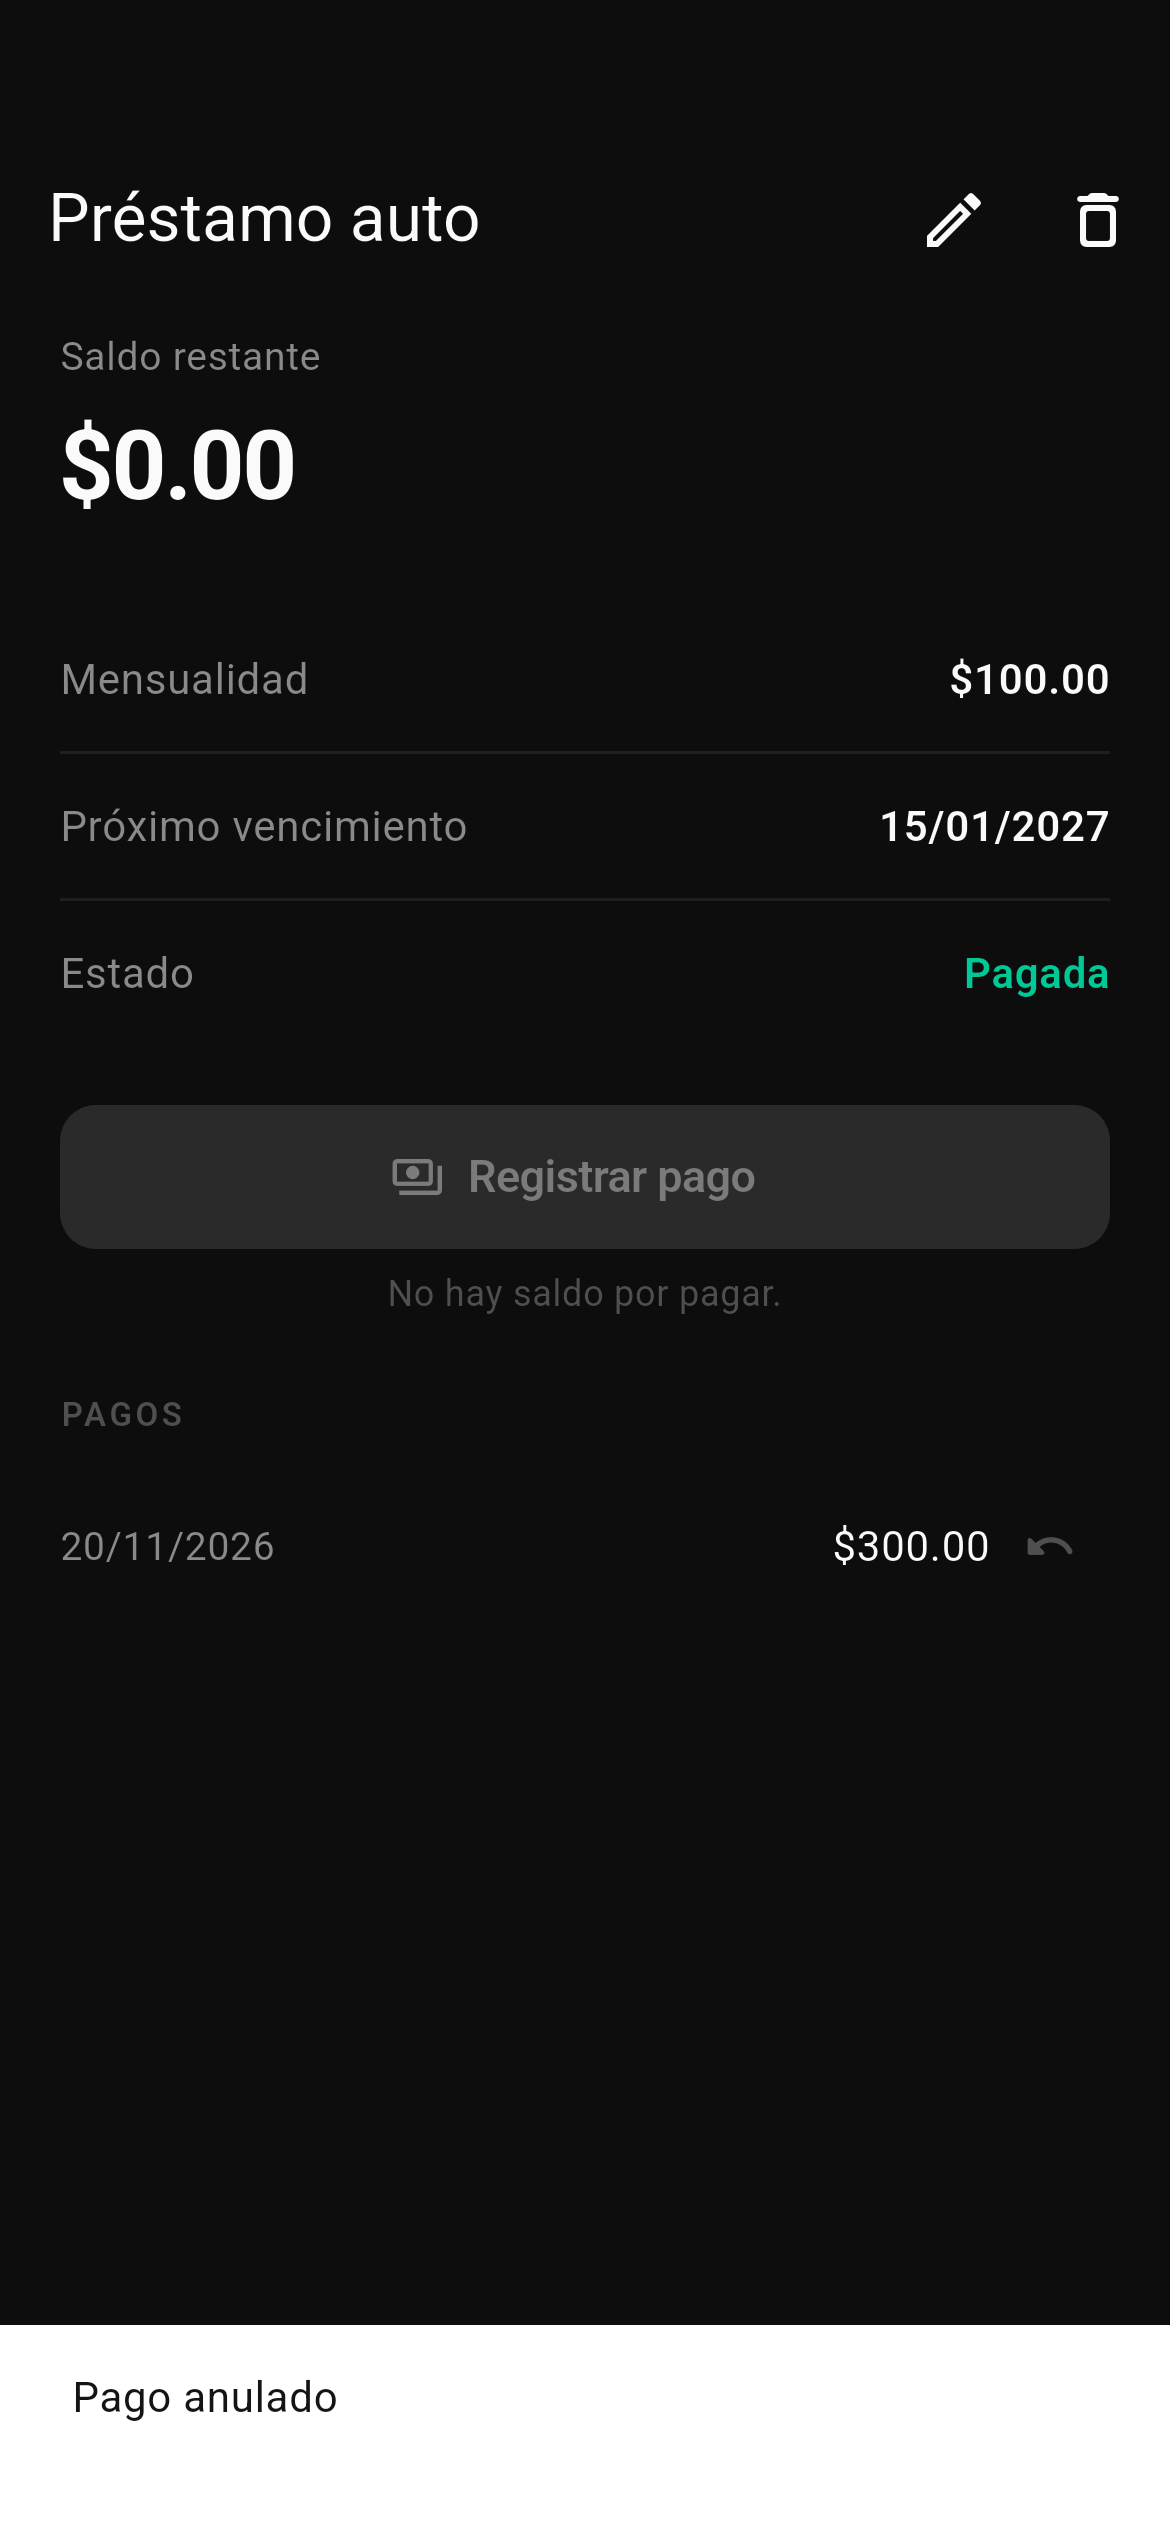 Préstamo auto
Saldo restante
$0.00
Mensualidad $100.00
Próximo vencimiento 15/01/2027
Estado Pagada
Registrar pago
No hay saldo por pagar.
PAGOS
20/11/2026 $300.00
Pago anulado